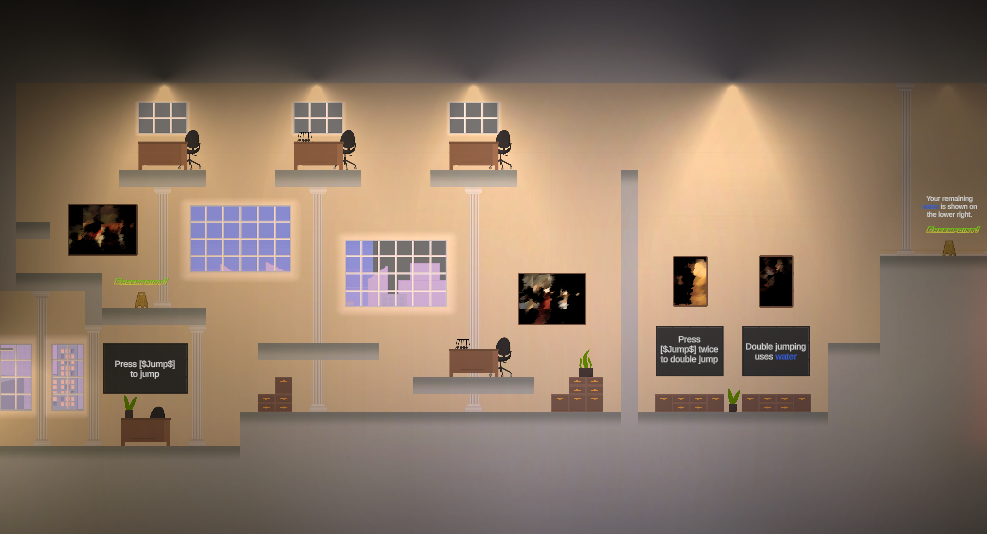 Your remaining
is shown on
the lower right.
Press [$Jump$]
to jump
Press
[$Jump$] twice
to double jump
Double jumping
uses water